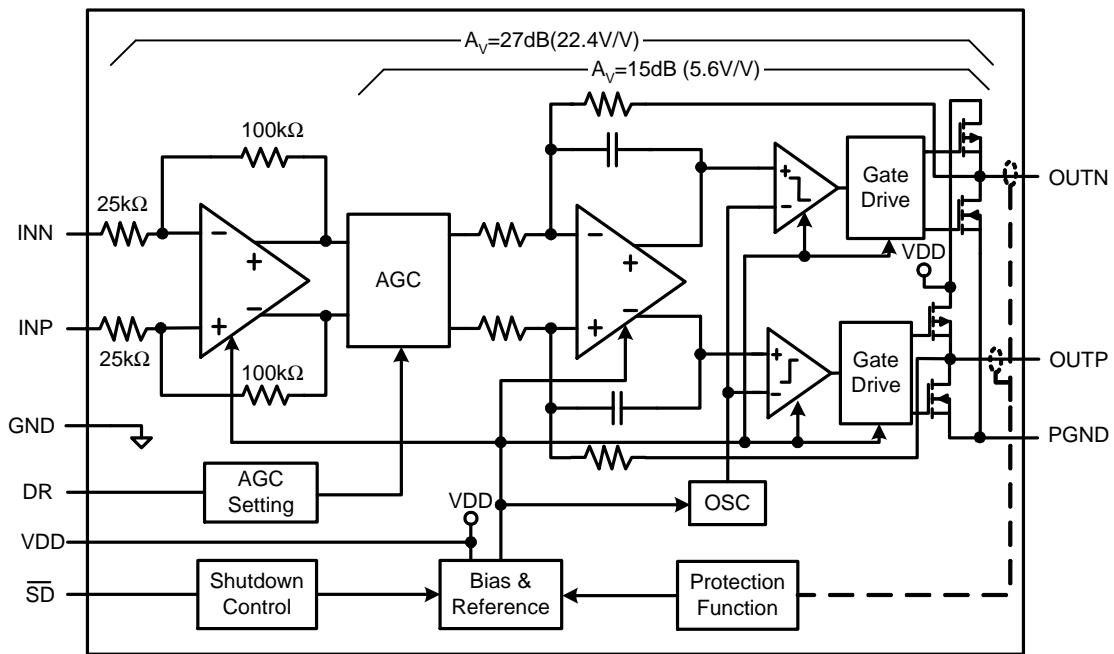 AV=27dB(22.4V/V)
AV=15dB (5.6V/V)
100kΩ
25kΩ
INN
INP
25kΩ
100kΩ
AGC
−
+
+
−
−
+
+
−
+
−
Gate
Drive
OUTN
VDD
+
−
Gate
Drive
OUTP
PGND
GND
DR
AGC
Setting
VDD
OSC
VDD
SD
Shutdown
Control
Bias &
Reference
Protection
Function